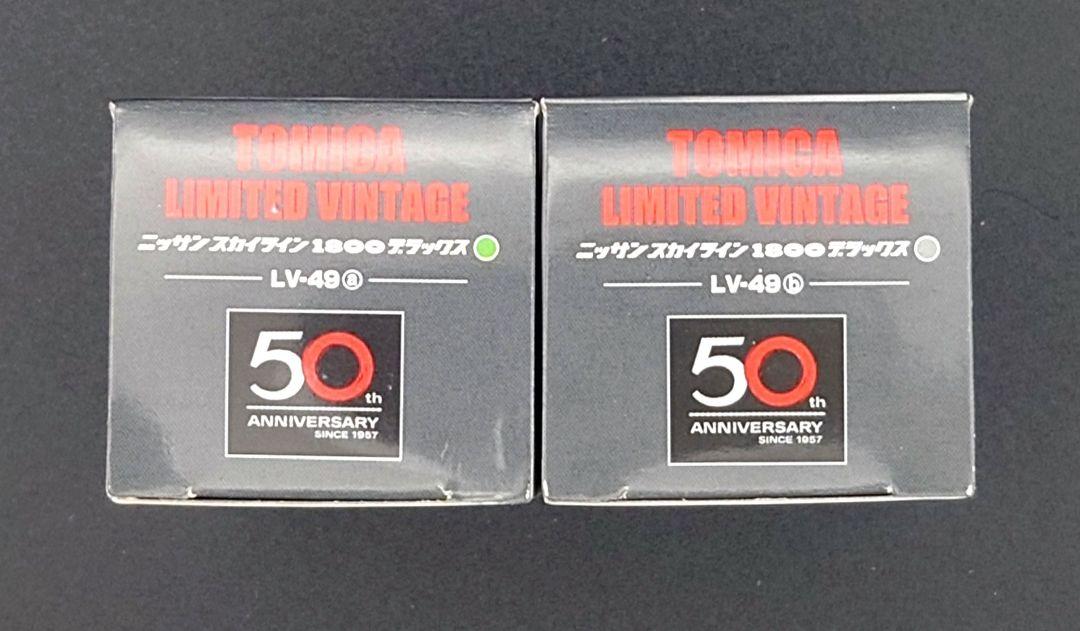 TOMICA
LIMITED VINTAGE
ニッサン スカイライン 1800 デラックス
LV-49ⓐ
50th
ANNIVERSARY
SINCE 1957
TOMICA
LIMITED VINTAGE
ニッサン スカイライン 1800 デラックス
LV-49ⓑ
50th
ANNIVERSARY
SINCE 1957